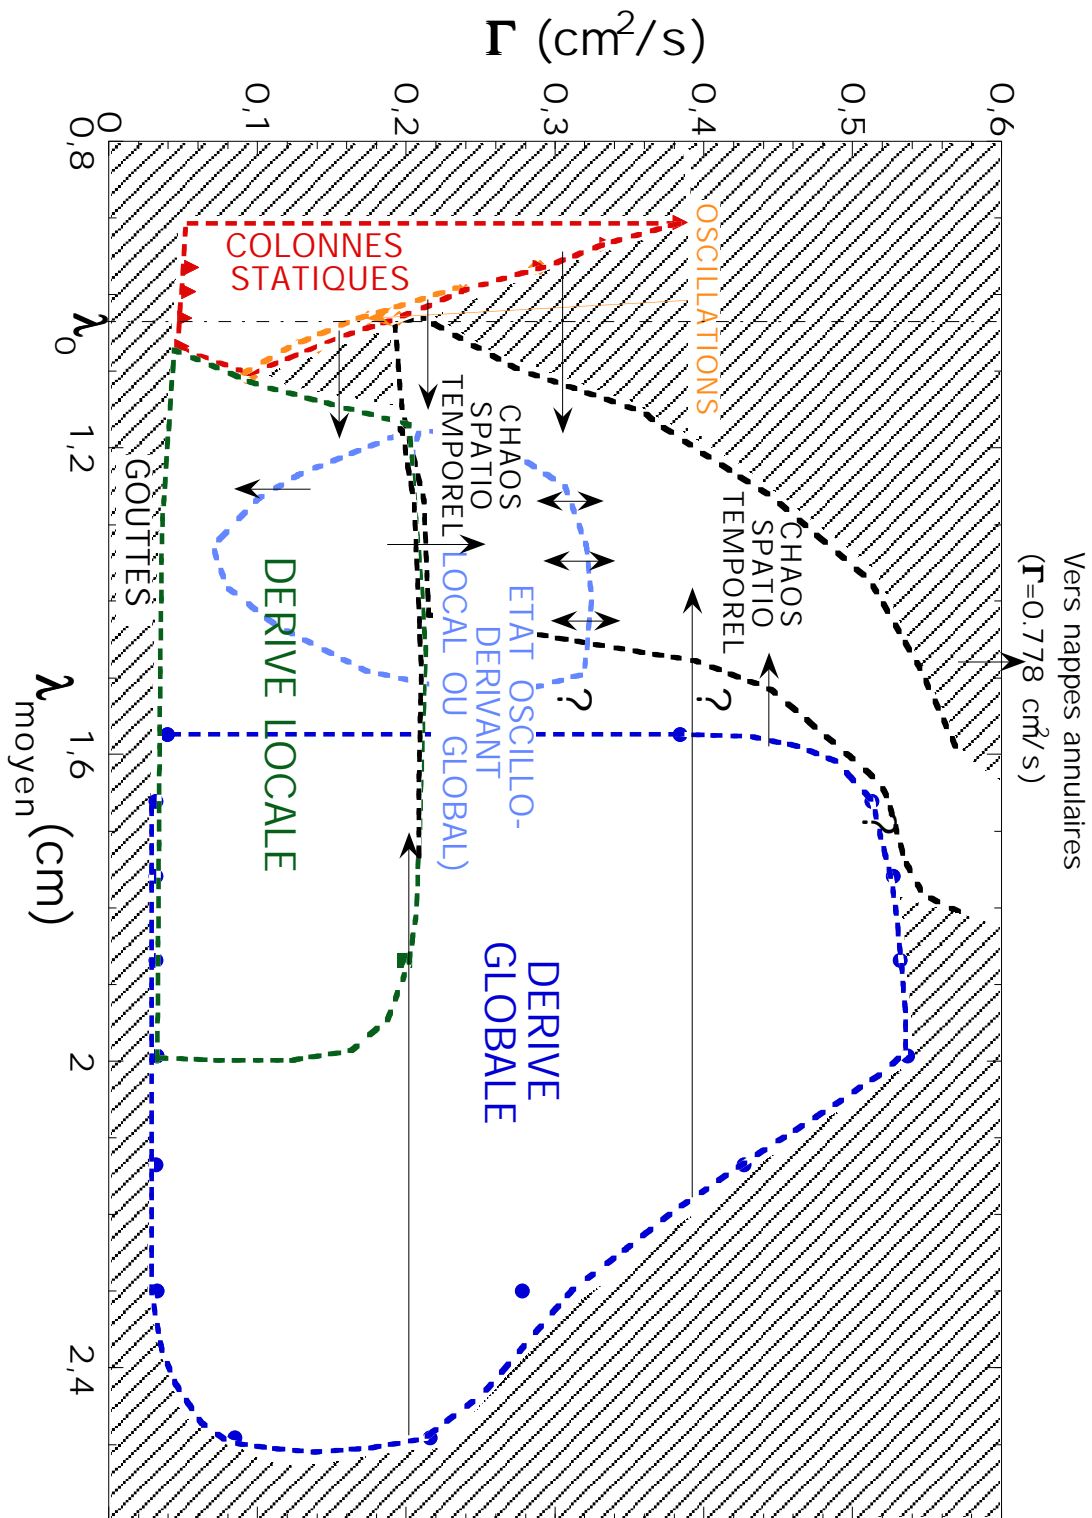 Γ (cm²/s)
0,6
0,5
0,4
0,3
0,2
0,1
0
0,8
λ₀
1,2
1,6
2
2,4
λmoyen (cm)
Vers nappes annulaires
(Γ=0.778 cm²/s)
OSCILLATIONS
COLONNES
STATIQUES
CHAOS
SPATIO
TEMPOREL
CHAOS
SPATIO
TEMPOREL
ETAT OSCILLO-
DERIVANT
LOCAL OU GLOBAL)
?
?
?
GOUTTES
DERIVE LOCALE
DERIVE
GLOBALE